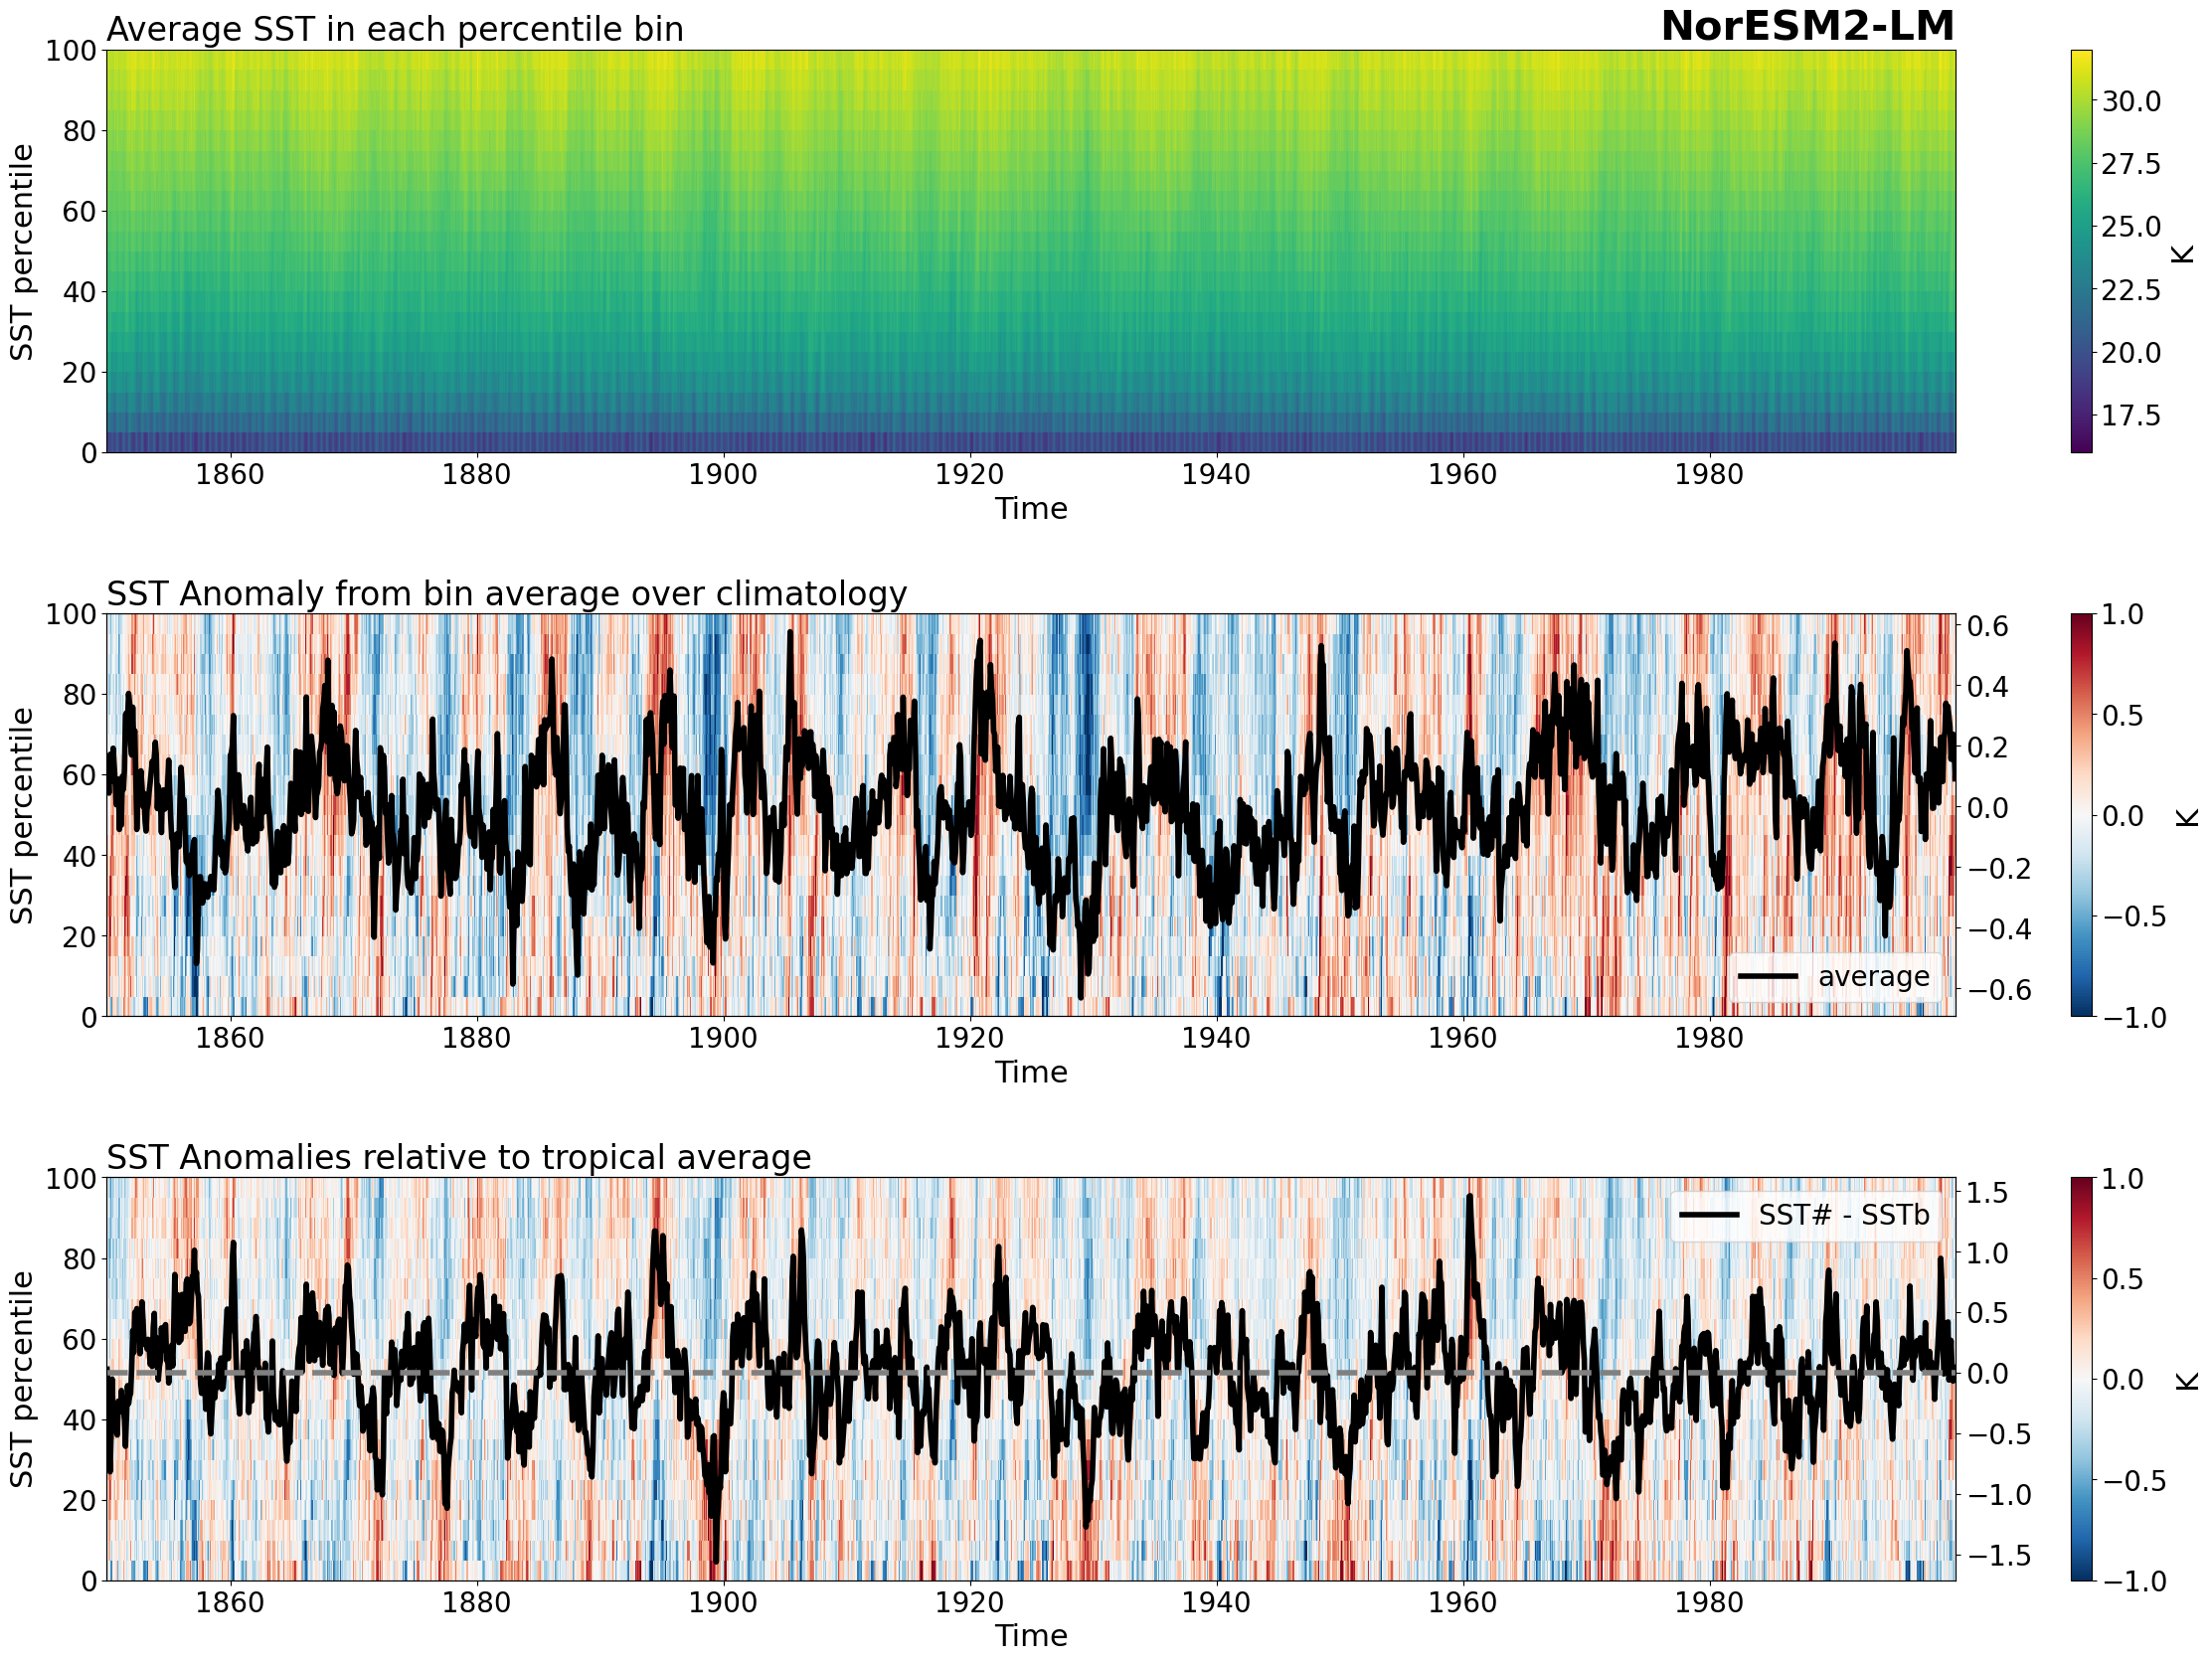 Average SST in each percentile bin
NorESM2-LM
100
80
60
40
20
0
SST percentile
1860 1880 1900 1920 1940 1960 1980
Time
30.0
27.5
25.0
22.5
20.0
17.5
K
SST Anomaly from bin average over climatology
100
80
60
40
20
0
SST percentile
1860 1880 1900 1920 1940 1960 1980
Time
0.6
0.4
0.2
0.0
−0.2
−0.4
−0.6
average
1.0
0.5
0.0
−0.5
−1.0
K
SST Anomalies relative to tropical average
100
80
60
40
20
0
SST percentile
1860 1880 1900 1920 1940 1960 1980
Time
1.5
1.0
0.5
0.0
−0.5
−1.0
−1.5
SST# - SSTb
1.0
0.5
0.0
−0.5
−1.0
K